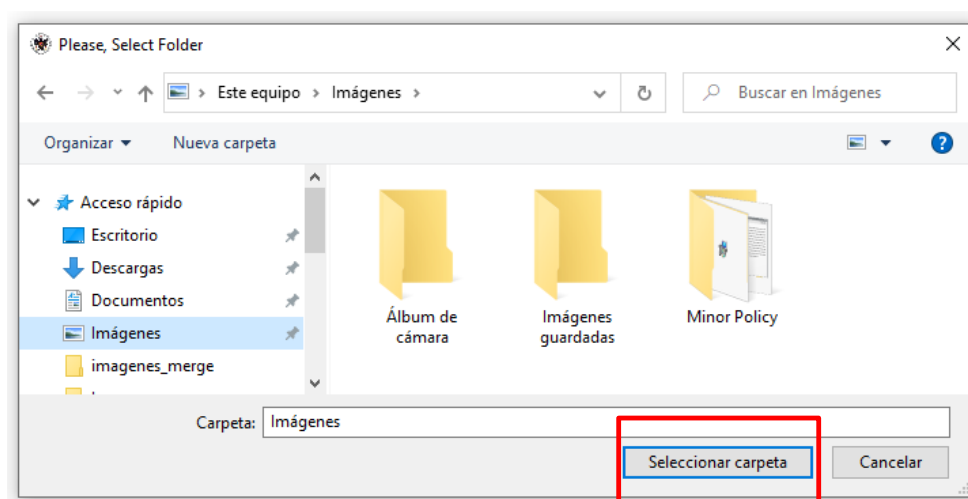 Please, Select Folder
Este equipo > Imágenes >
Buscar en Imágenes
Organizar
Nueva carpeta
Acceso rápido
Escritorio
Descargas
Documentos
Imágenes
imagenes_merge
Álbum de
cámara
Imágenes
guardadas
Minor Policy
Carpeta: Imágenes
Seleccionar carpeta
Cancelar